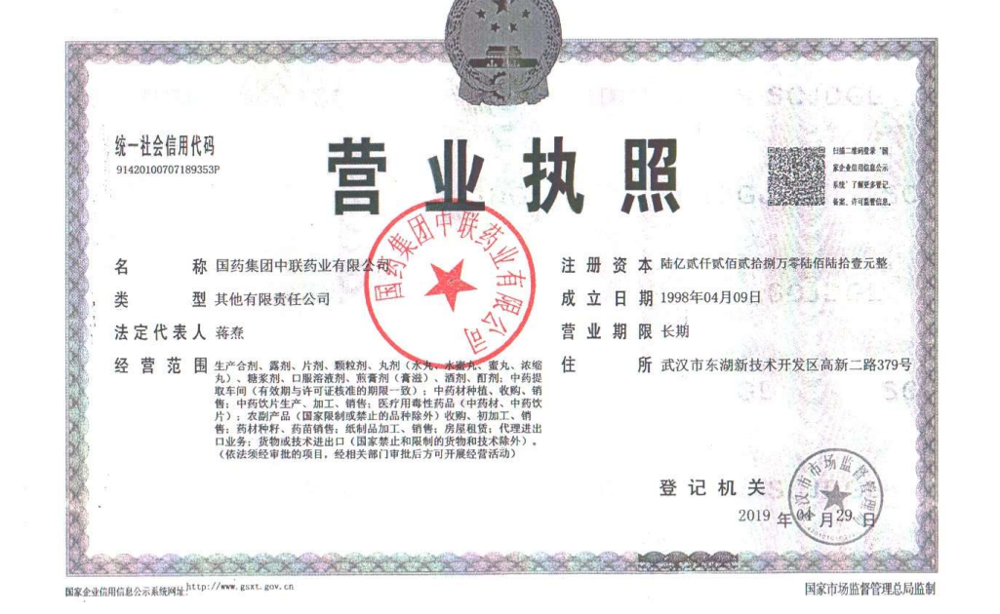 营业执照
统一社会信用代码
91420100707189353P
扫描二维码登录“国
家企业信用信息公示
系统”了解更多登记、
备案、许可监管信息。
名称 国药集团中联药业有限公司
类型 其他有限责任公司
法定代表人 蒋焘
经营范围 生产合剂、露剂、片剂、颗粒剂、丸剂（水丸、水蜜丸、蜜丸、浓缩
丸）、糖浆剂、口服溶液剂、煎膏剂（膏滋）、酒剂、酊剂；中药提
取车间（有效期与许可证核准的期限一致）；中药材种植、收购、销
售；中药饮片生产、加工、销售；医疗用毒性药品（中药材、中药饮
片）；农副产品（国家限制或禁止的品种除外）收购、初加工、销
售；药材种籽、药苗销售；纸制品加工、销售；房屋租赁；代理进出
口业务；货物或技术进出口（国家禁止和限制的货物和技术除外）。
（依法须经审批的项目，经相关部门审批后方可开展经营活动）
注册资本 陆亿贰仟贰佰贰拾捌万零陆佰陆拾壹元整
成立日期 1998年04月09日
营业期限 长期
住所 武汉市东湖新技术开发区高新二路379号
国药集团中联药业有限公司
登记机关
武汉市市场监督管理局
2019年04月29日
国家企业信用信息公示系统网址:http://www.gsxt.gov.cn
国家市场监督管理总局监制